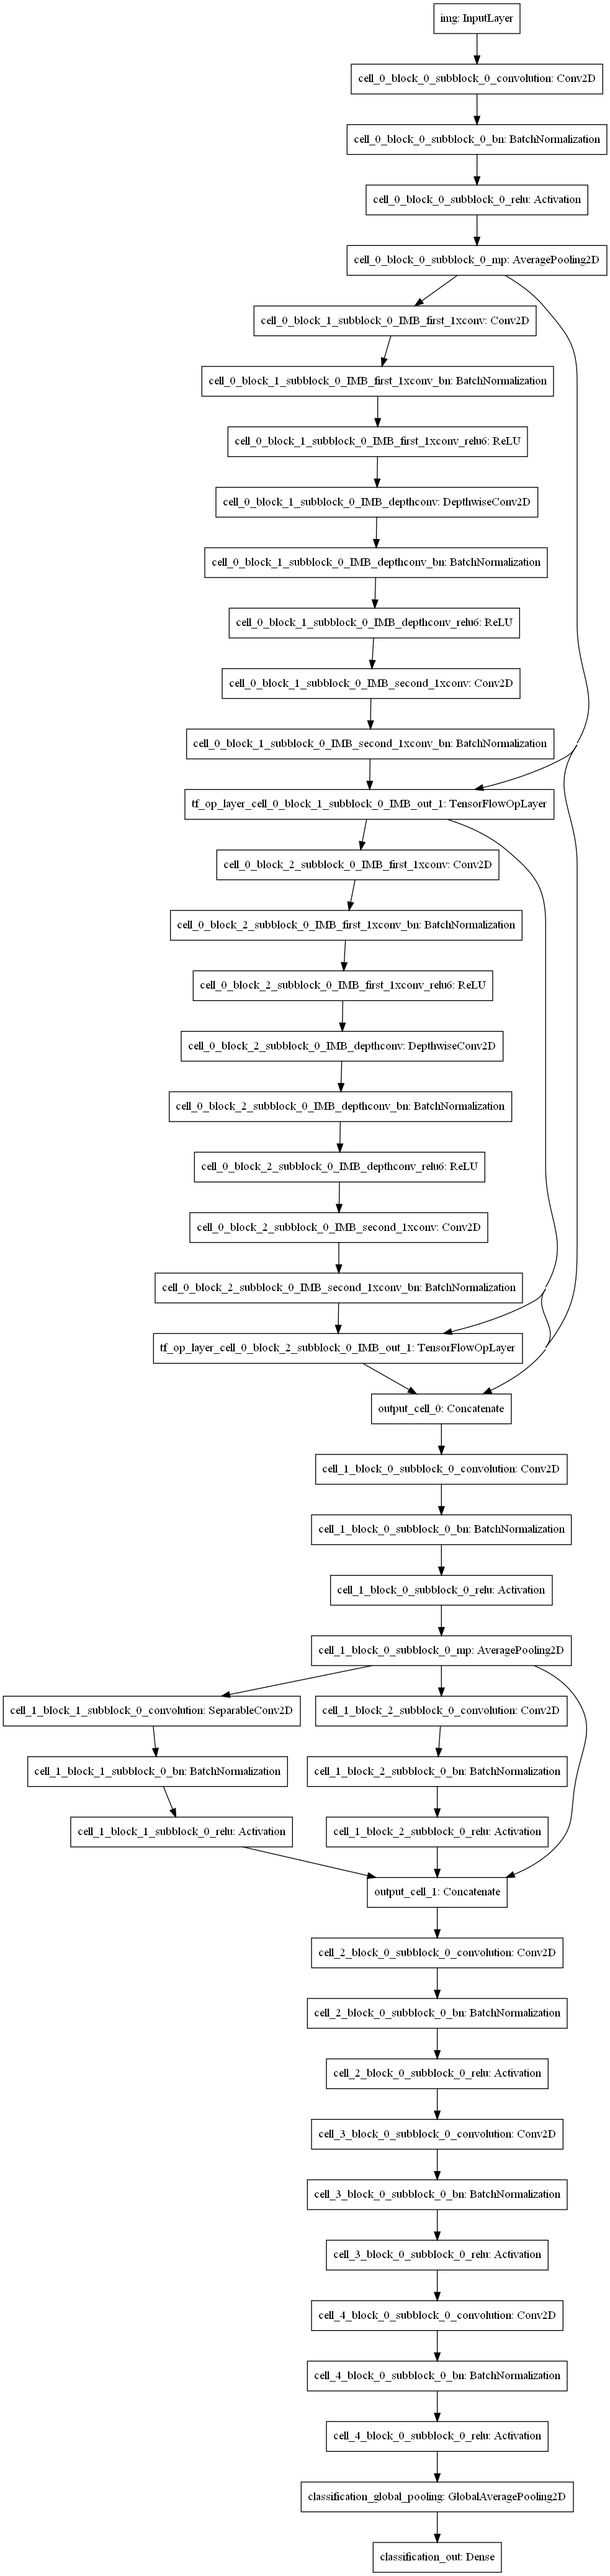 img: InputLayer
cell_0_block_0_subblock_0_convolution: Conv2D
cell_0_block_0_subblock_0_bn: BatchNormalization
cell_0_block_0_subblock_0_relu: Activation
cell_0_block_0_subblock_0_mp: AveragePooling2D
cell_0_block_1_subblock_0_IMB_first_1xconv: Conv2D
cell_0_block_1_subblock_0_IMB_first_1xconv_bn: BatchNormalization
cell_0_block_1_subblock_0_IMB_first_1xconv_relu6: ReLU
cell_0_block_1_subblock_0_IMB_depthconv: DepthwiseConv2D
cell_0_block_1_subblock_0_IMB_depthconv_bn: BatchNormalization
cell_0_block_1_subblock_0_IMB_depthconv_relu6: ReLU
cell_0_block_1_subblock_0_IMB_second_1xconv: Conv2D
cell_0_block_1_subblock_0_IMB_second_1xconv_bn: BatchNormalization
tf_op_layer_cell_0_block_1_subblock_0_IMB_out_1: TensorFlowOpLayer
cell_0_block_2_subblock_0_IMB_first_1xconv: Conv2D
cell_0_block_2_subblock_0_IMB_first_1xconv_bn: BatchNormalization
cell_0_block_2_subblock_0_IMB_first_1xconv_relu6: ReLU
cell_0_block_2_subblock_0_IMB_depthconv: DepthwiseConv2D
cell_0_block_2_subblock_0_IMB_depthconv_bn: BatchNormalization
cell_0_block_2_subblock_0_IMB_depthconv_relu6: ReLU
cell_0_block_2_subblock_0_IMB_second_1xconv: Conv2D
cell_0_block_2_subblock_0_IMB_second_1xconv_bn: BatchNormalization
tf_op_layer_cell_0_block_2_subblock_0_IMB_out_1: TensorFlowOpLayer
output_cell_0: Concatenate
cell_1_block_0_subblock_0_convolution: Conv2D
cell_1_block_0_subblock_0_bn: BatchNormalization
cell_1_block_0_subblock_0_relu: Activation
cell_1_block_0_subblock_0_mp: AveragePooling2D
cell_1_block_1_subblock_0_convolution: SeparableConv2D
cell_1_block_2_subblock_0_convolution: Conv2D
cell_1_block_1_subblock_0_bn: BatchNormalization
cell_1_block_2_subblock_0_bn: BatchNormalization
cell_1_block_1_subblock_0_relu: Activation
cell_1_block_2_subblock_0_relu: Activation
output_cell_1: Concatenate
cell_2_block_0_subblock_0_convolution: Conv2D
cell_2_block_0_subblock_0_bn: BatchNormalization
cell_2_block_0_subblock_0_relu: Activation
cell_3_block_0_subblock_0_convolution: Conv2D
cell_3_block_0_subblock_0_bn: BatchNormalization
cell_3_block_0_subblock_0_relu: Activation
cell_4_block_0_subblock_0_convolution: Conv2D
cell_4_block_0_subblock_0_bn: BatchNormalization
cell_4_block_0_subblock_0_relu: Activation
classification_global_pooling: GlobalAveragePooling2D
classification_out: Dense